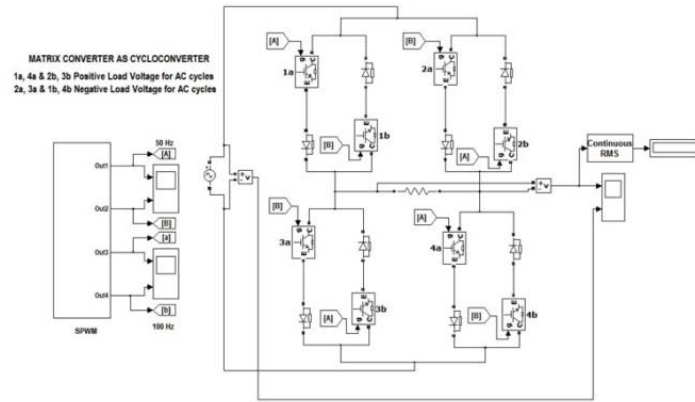 MATRIX CONVERTER AS CYCLOCONVERTER
1a, 4a & 2b, 3b Positive Load Voltage for AC cycles
2a, 3a & 1b, 4b Negative Load Voltage for AC cycles
[A]
1a
[B]
2a
[B]
1b
[A]
2b
50 Hz
Out1
[A]
Out2
[B]
Out3
[a]
Out4
[b]
SPWM
100 Hz
Continuous
RMS
[B]
3a
[A]
4a
[A]
3b
[B]
4b